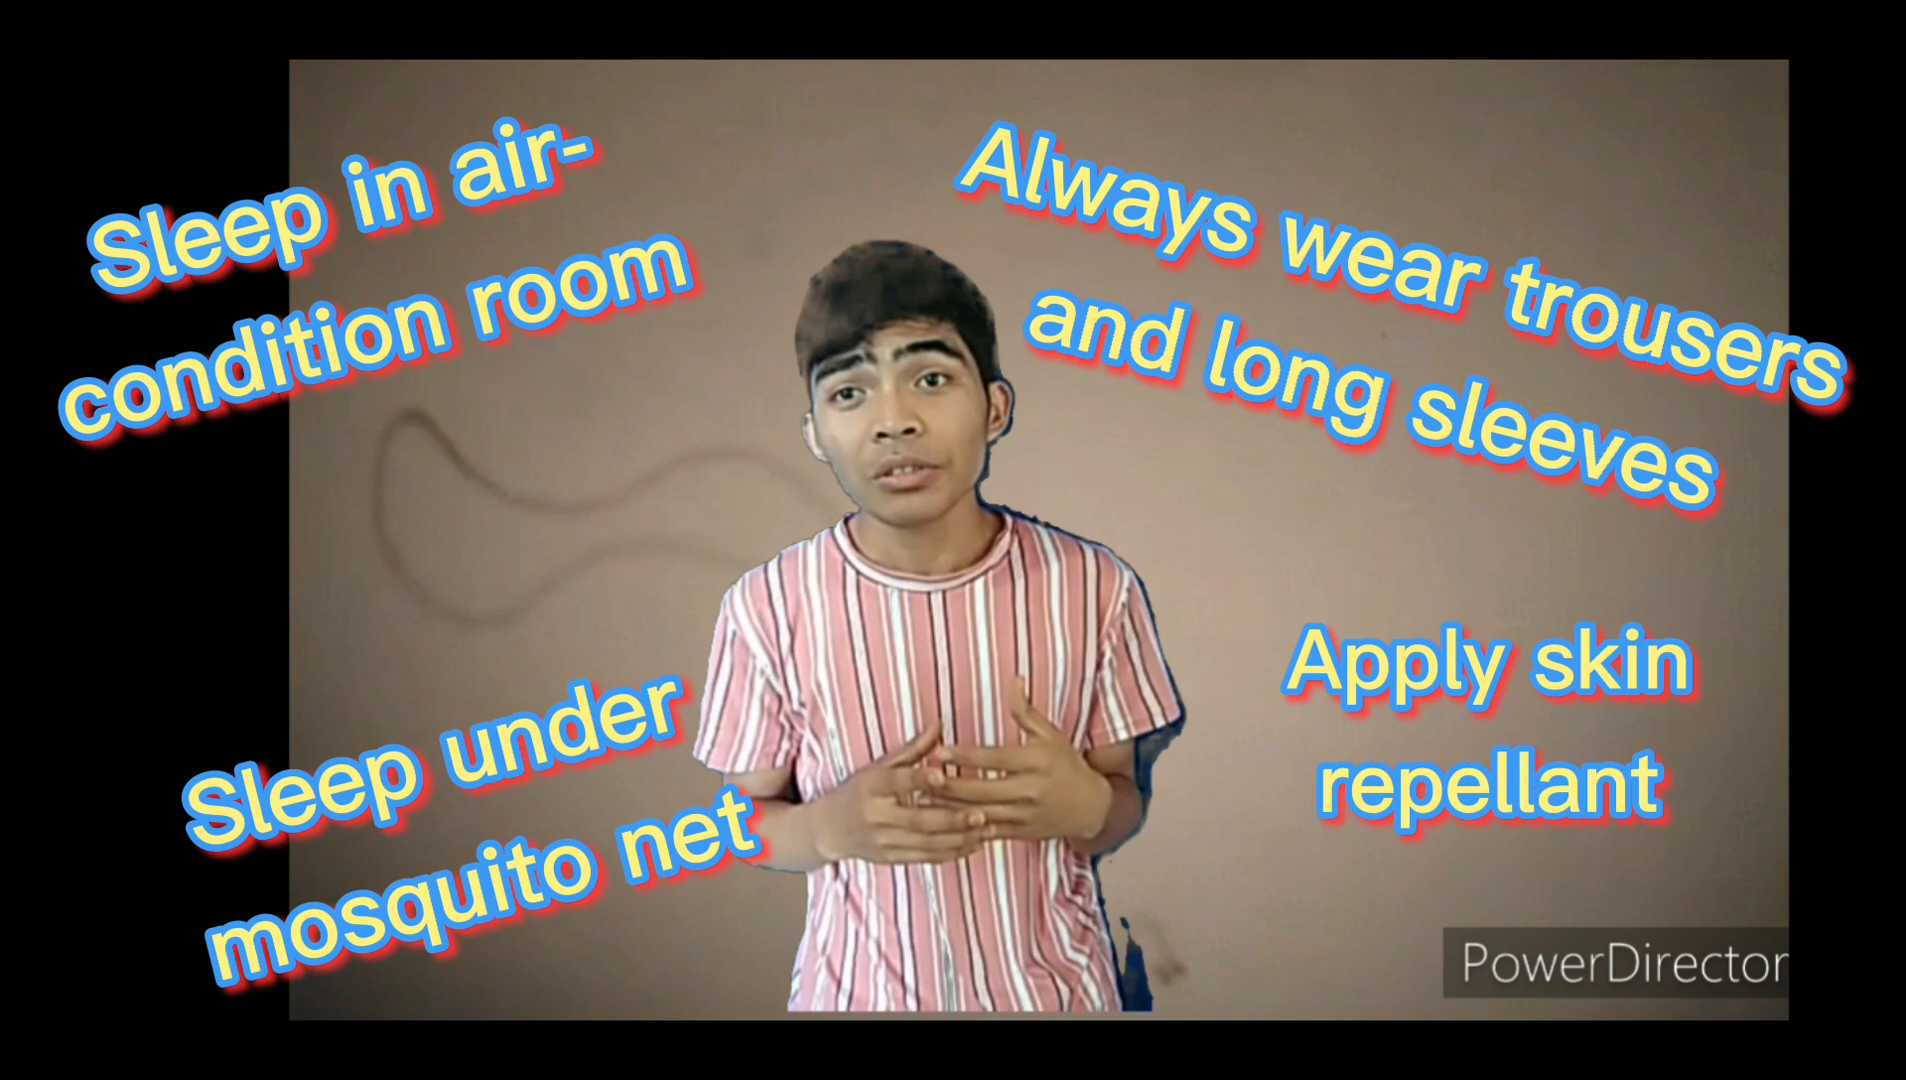 Sleep in air-
condition room
Always wear trousers
and long sleeves
Sleep under
mosquito net
Apply skin
repellant
PowerDirector